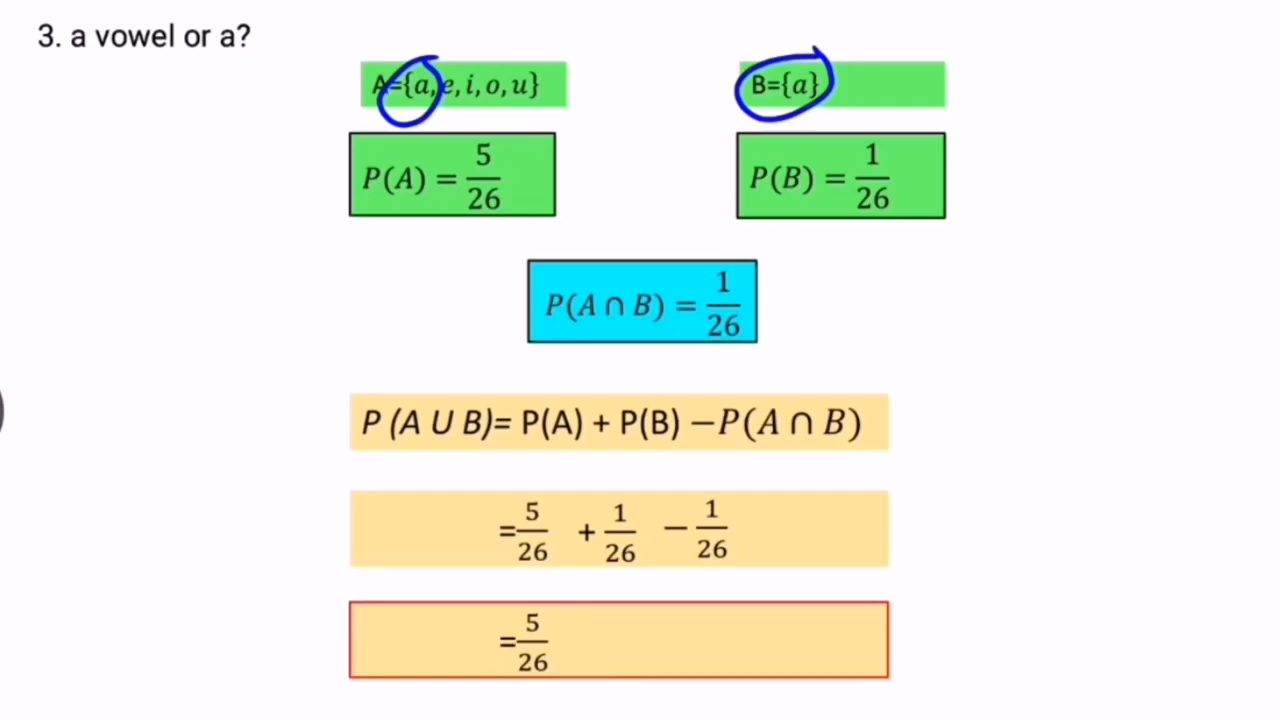 3. a vowel or a?
A={a, e, i, o, u}
B={a}
P(A) = 5/26
P(B) = 1/26
P(A ∩ B) = 1/26
P (A U B)= P(A) + P(B) −P(A ∩ B)
=5/26 + 1/26 − 1/26
=5/26